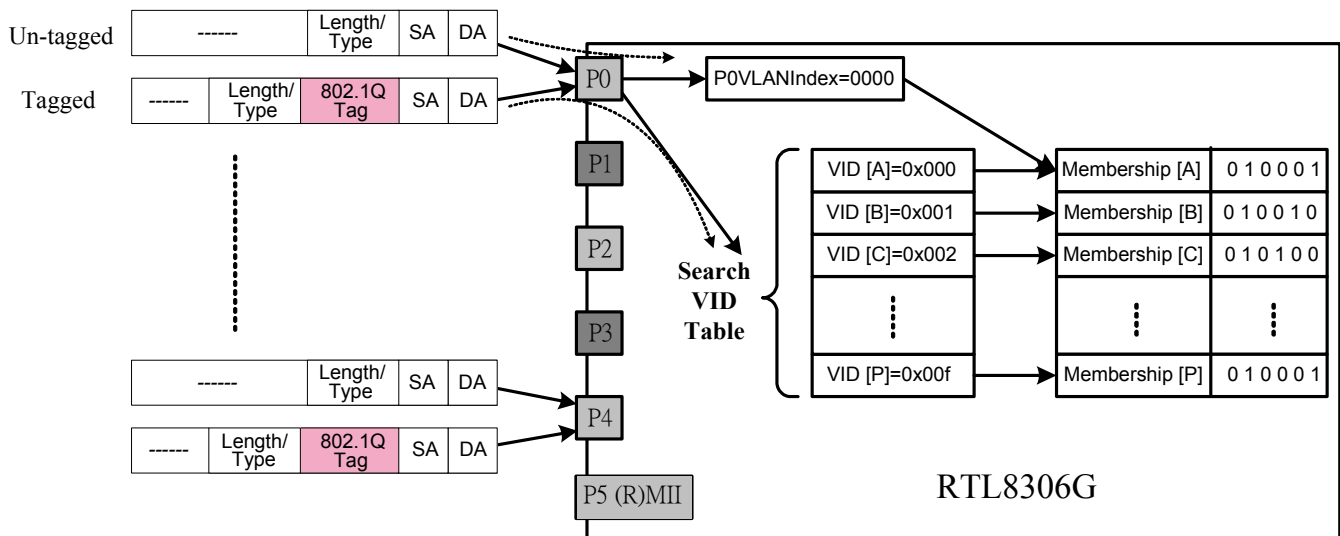 Un-tagged
------
Length/
Type
SA
DA
Tagged
------
Length/
Type
802.1Q
Tag
SA
DA
P0
P0VLANIndex=0000
P1
P2
P3
Search
VID
Table
VID [A]=0x000
Membership [A]
0 1 0 0 0 1
VID [B]=0x001
Membership [B]
0 1 0 0 1 0
VID [C]=0x002
Membership [C]
0 1 0 1 0 0
VID [P]=0x00f
Membership [P]
0 1 0 0 0 1
------
Length/
Type
SA
DA
------
Length/
Type
802.1Q
Tag
SA
DA
P4
P5 (R)MII
RTL8306G